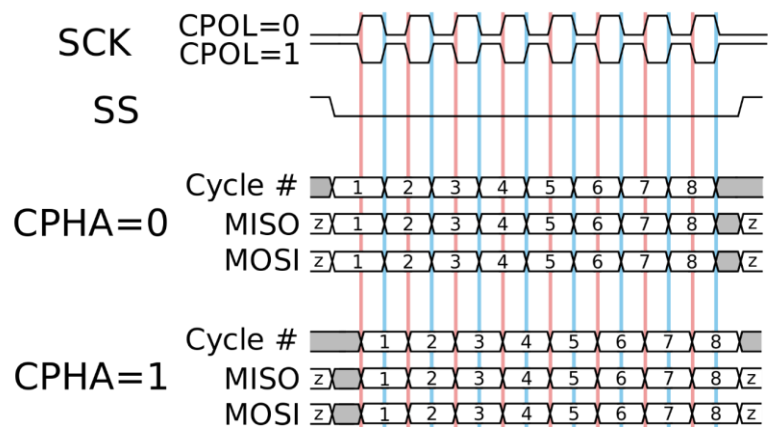 SCK CPOL=0
CPOL=1
SS
Cycle # 1 2 3 4 5 6 7 8
CPHA=0 MISO z 1 2 3 4 5 6 7 8 z
MOSI z 1 2 3 4 5 6 7 8 z
Cycle # 1 2 3 4 5 6 7 8
CPHA=1 MISO z 1 2 3 4 5 6 7 8 z
MOSI z 1 2 3 4 5 6 7 8 z